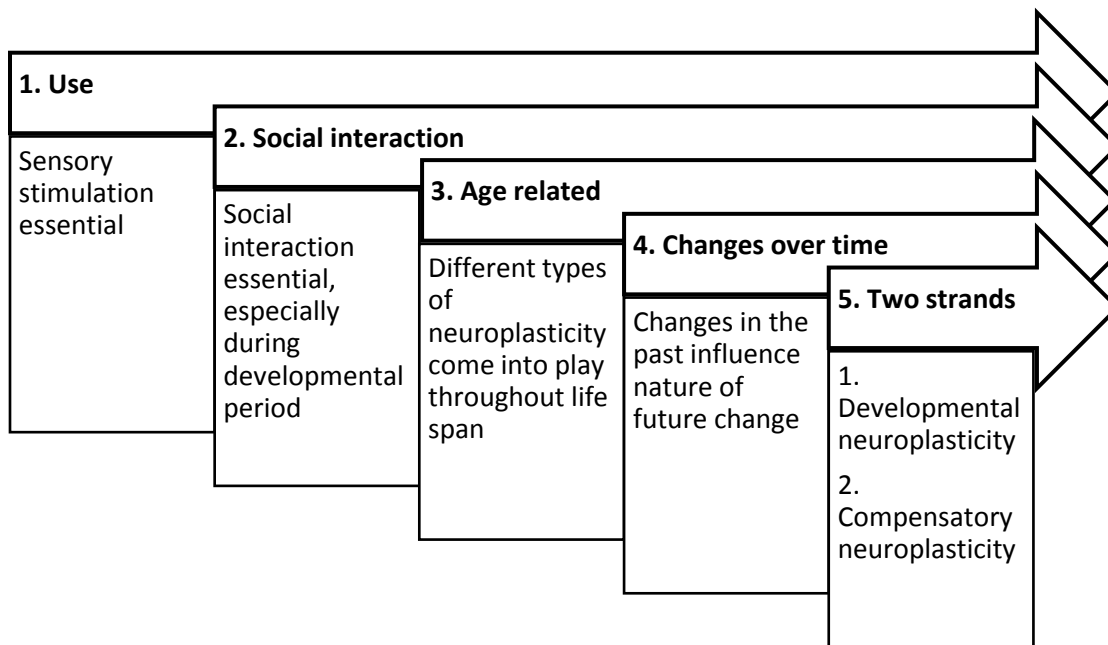 1. Use
Sensory
stimulation
essential
2. Social interaction
Social
interaction
essential,
especially
during
developmental
period
3. Age related
Different types
of
neuroplasticity
come into play
throughout life
span
4. Changes over time
Changes in the
past influence
nature of
future change
5. Two strands
1.
Developmental
neuroplasticity
2.
Compensatory
neuroplasticity